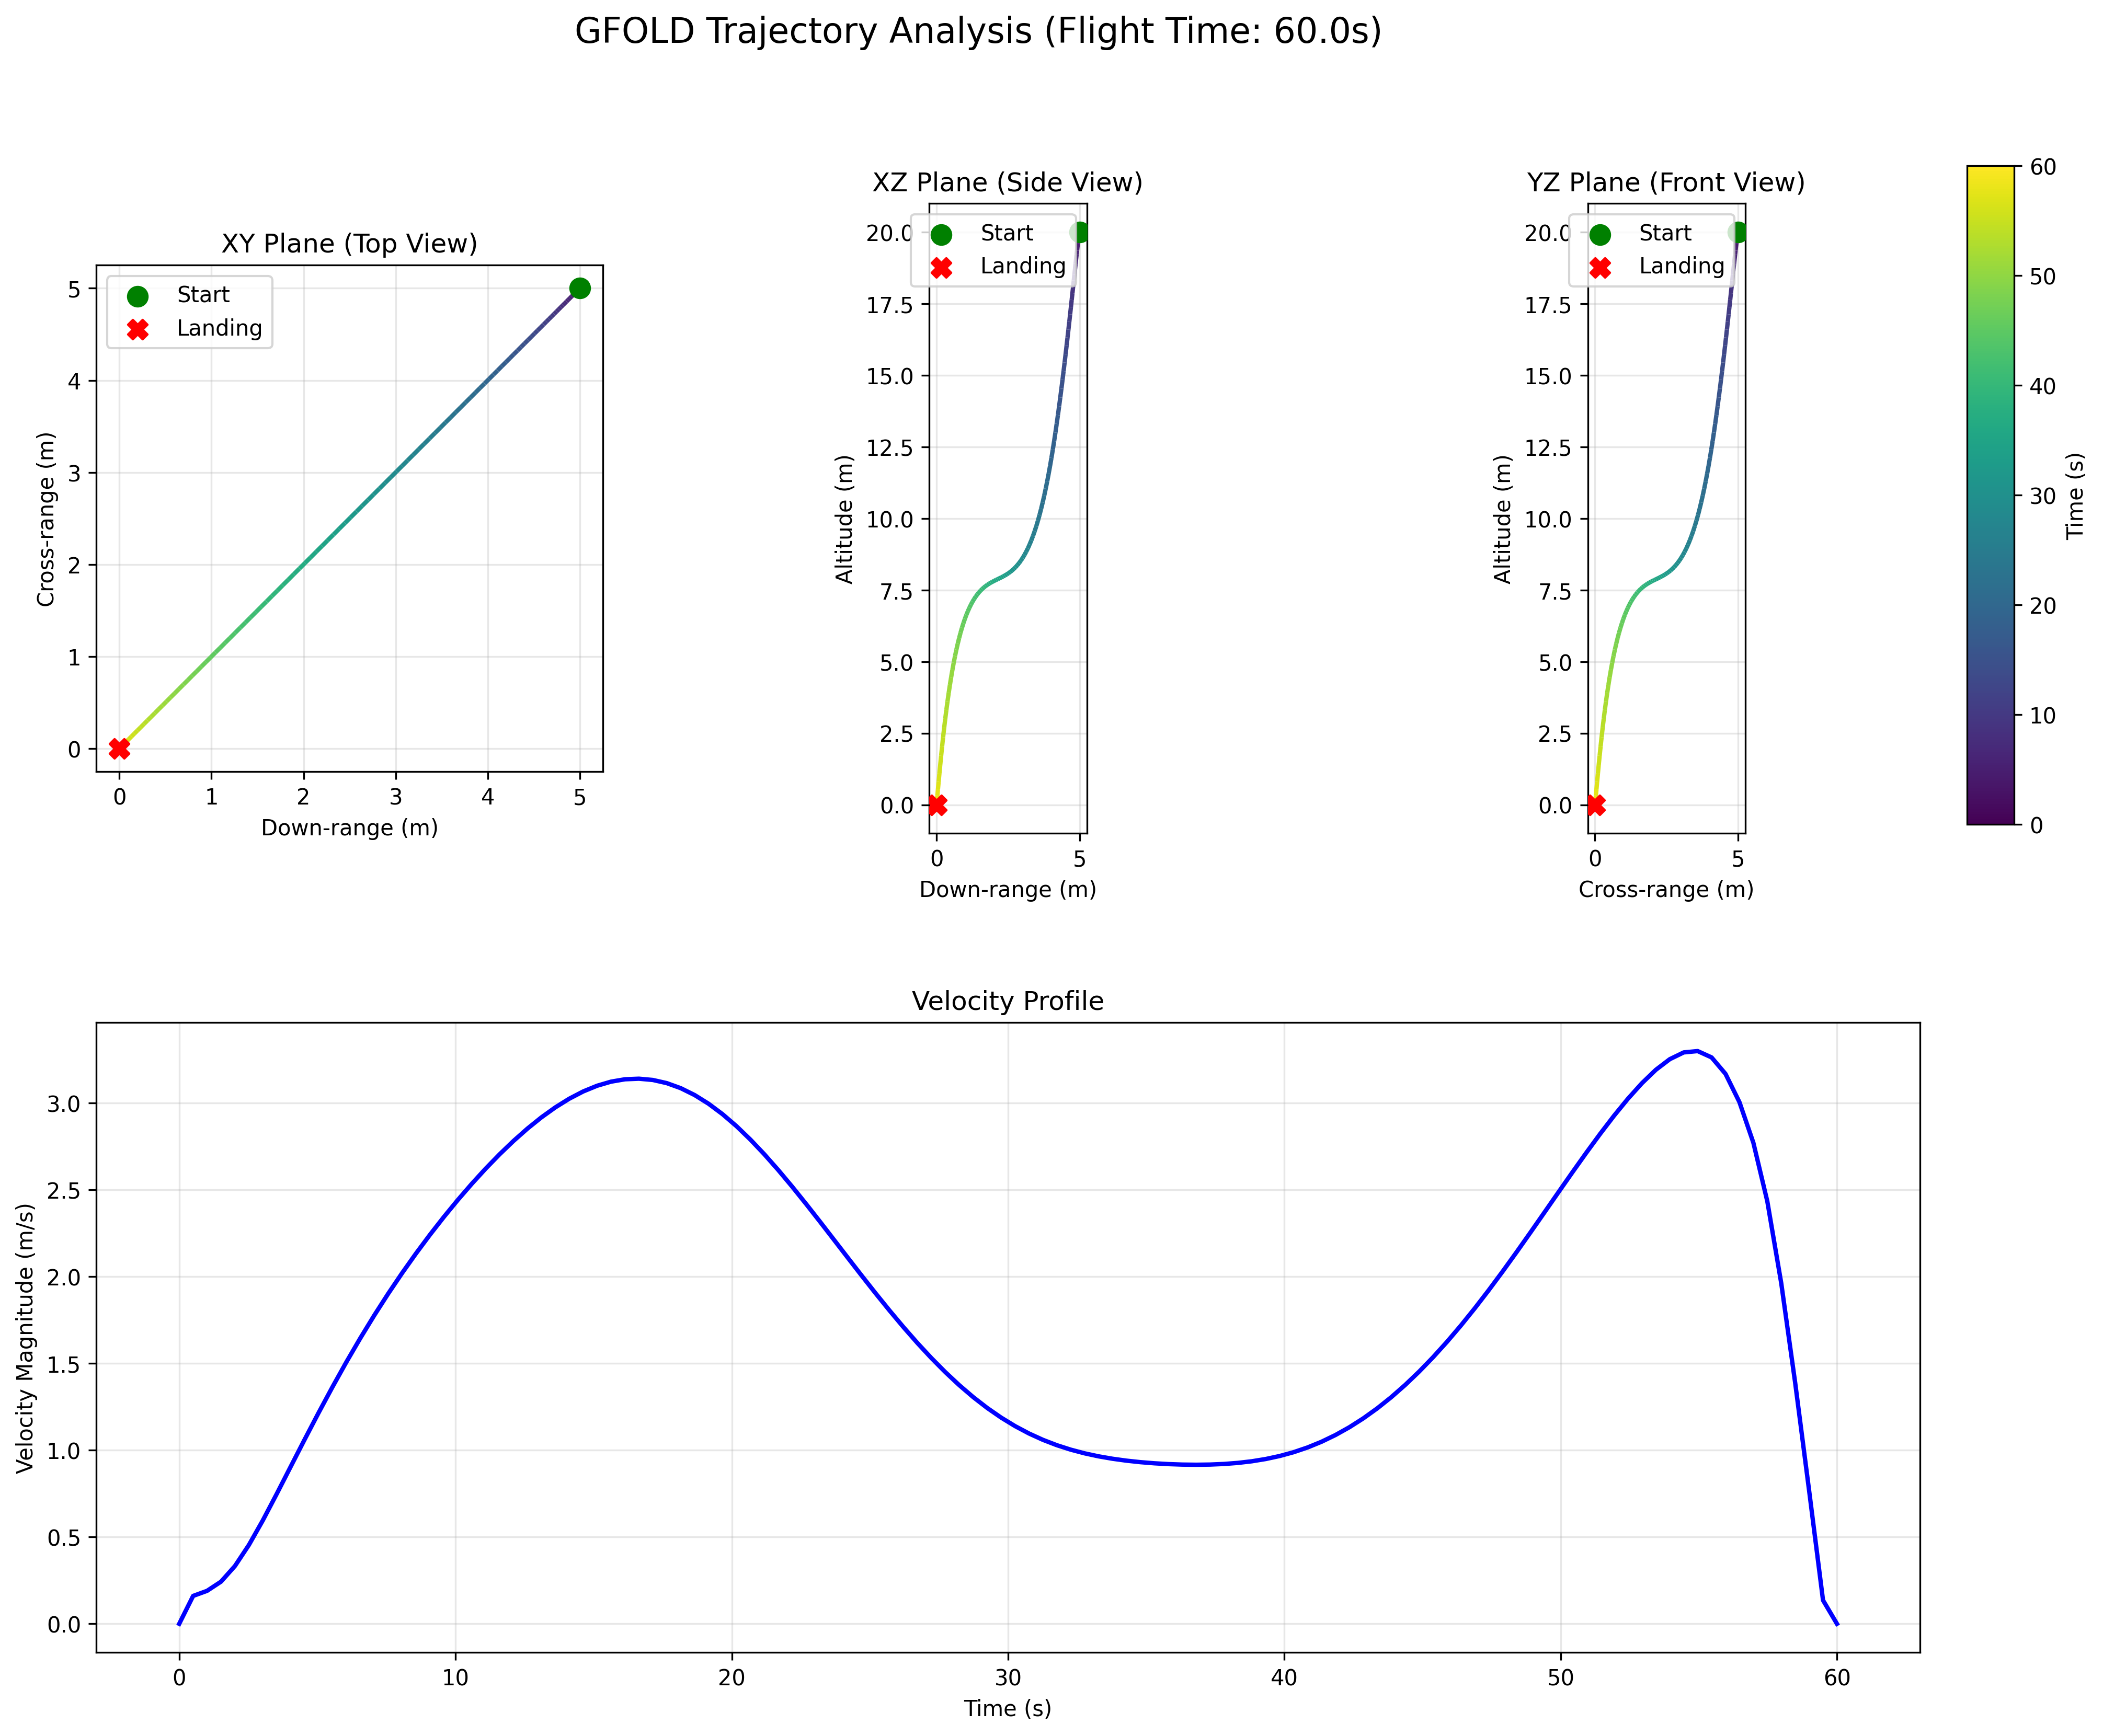 GFOLD Trajectory Analysis (Flight Time: 60.0s)
XY Plane (Top View)
Start
Landing
5
4
3
2
1
0
Cross-range (m)
0 1 2 3 4 5
Down-range (m)
XZ Plane (Side View)
Start
Landing
20.0
17.5
15.0
12.5
10.0
7.5
5.0
2.5
0.0
Altitude (m)
0 5
Down-range (m)
YZ Plane (Front View)
Start
Landing
20.0
17.5
15.0
12.5
10.0
7.5
5.0
2.5
0.0
Altitude (m)
0 5
Cross-range (m)
60
50
40
30
20
10
0
Time (s)
Velocity Profile
3.0
2.5
2.0
1.5
1.0
0.5
0.0
Velocity Magnitude (m/s)
0 10 20 30 40 50 60
Time (s)